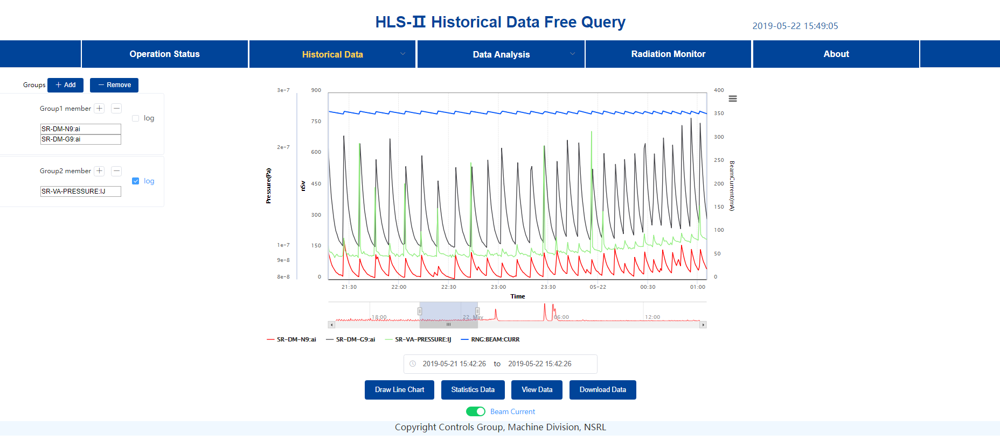 HLS-II Historical Data Free Query
2019-05-22 15:49:05
Operation Status
Historical Data
Data Analysis
Radiation Monitor
About
Groups
+ Add
− Remove
Group1 member + −
log
SR-DM-N9:ai
SR-DM-G9:ai
Group2 member + −
log
SR-VA-PRESSURE:IJ
Pressure(Pa)
3e-7
2e-7
1e-7
9e-8
8e-8
nSv
900
750
600
450
300
150
0
400
350
300
250
200
150
100
50
0
BeamCurrent(mA)
21:30 22:00 22:30 23:00 23:30 05-22 00:30 01:00
Time
18:00 22. May 06:00 12:00
SR-DM-N9:ai SR-DM-G9:ai SR-VA-PRESSURE:IJ RNG:BEAM:CURR
2019-05-21 15:42:26 to 2019-05-22 15:42:26
Draw Line Chart
Statistics Data
View Data
Download Data
Beam Current
Copyright Controls Group, Machine Division, NSRL